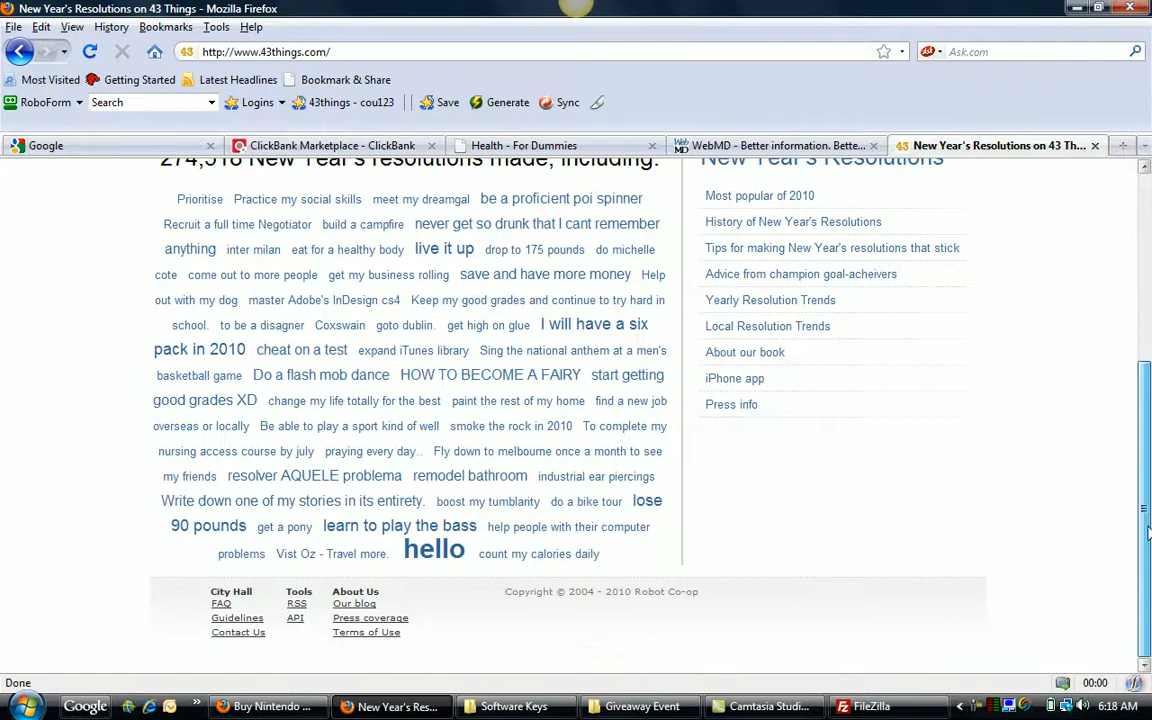 New Year's Resolutions on 43 Things - Mozilla Firefox
File Edit View History Bookmarks Tools Help
43 http://www.43things.com/ Ask Ask.com
Most Visited Getting Started Latest Headlines Bookmark & Share
RoboForm Search Logins 43things - cou123 Save Generate Sync
Google ClickBank Marketplace - ClickBank Health - For Dummies WebMD - Better information. Bette... 43 New Year's Resolutions on 43 Th...
274,518 New Year's resolutions made, including:
Prioritise Practice my social skills meet my dreamgal be a proficient poi spinner
Recruit a full time Negotiator build a campfire never get so drunk that I cant remember
anything inter milan eat for a healthy body live it up drop to 175 pounds do michelle
cote come out to more people get my business rolling save and have more money Help
out with my dog master Adobe's InDesign cs4 Keep my good grades and continue to try hard in
school. to be a disagner Coxswain goto dublin. get high on glue I will have a six
pack in 2010 cheat on a test expand iTunes library Sing the national anthem at a men's
basketball game Do a flash mob dance HOW TO BECOME A FAIRY start getting
good grades XD change my life totally for the best paint the rest of my home find a new job
overseas or locally Be able to play a sport kind of well smoke the rock in 2010 To complete my
nursing access course by july praying every day.. Fly down to melbourne once a month to see
my friends resolver AQUELE problema remodel bathroom industrial ear piercings
Write down one of my stories in its entirety. boost my tumblarity do a bike tour lose
90 pounds get a pony learn to play the bass help people with their computer
problems Vist Oz - Travel more. hello count my calories daily
New Year's Resolutions
Most popular of 2010
History of New Year's Resolutions
Tips for making New Year's resolutions that stick
Advice from champion goal-acheivers
Yearly Resolution Trends
Local Resolution Trends
About our book
iPhone app
Press info
City Hall Tools About Us Copyright © 2004 - 2010 Robot Co-op
FAQ RSS Our blog
Guidelines API Press coverage
Contact Us Terms of Use
Done 00:00
Google Buy Nintendo ... New Year's Res... Software Keys Giveaway Event Camtasia Studi... FileZilla 6:18 AM